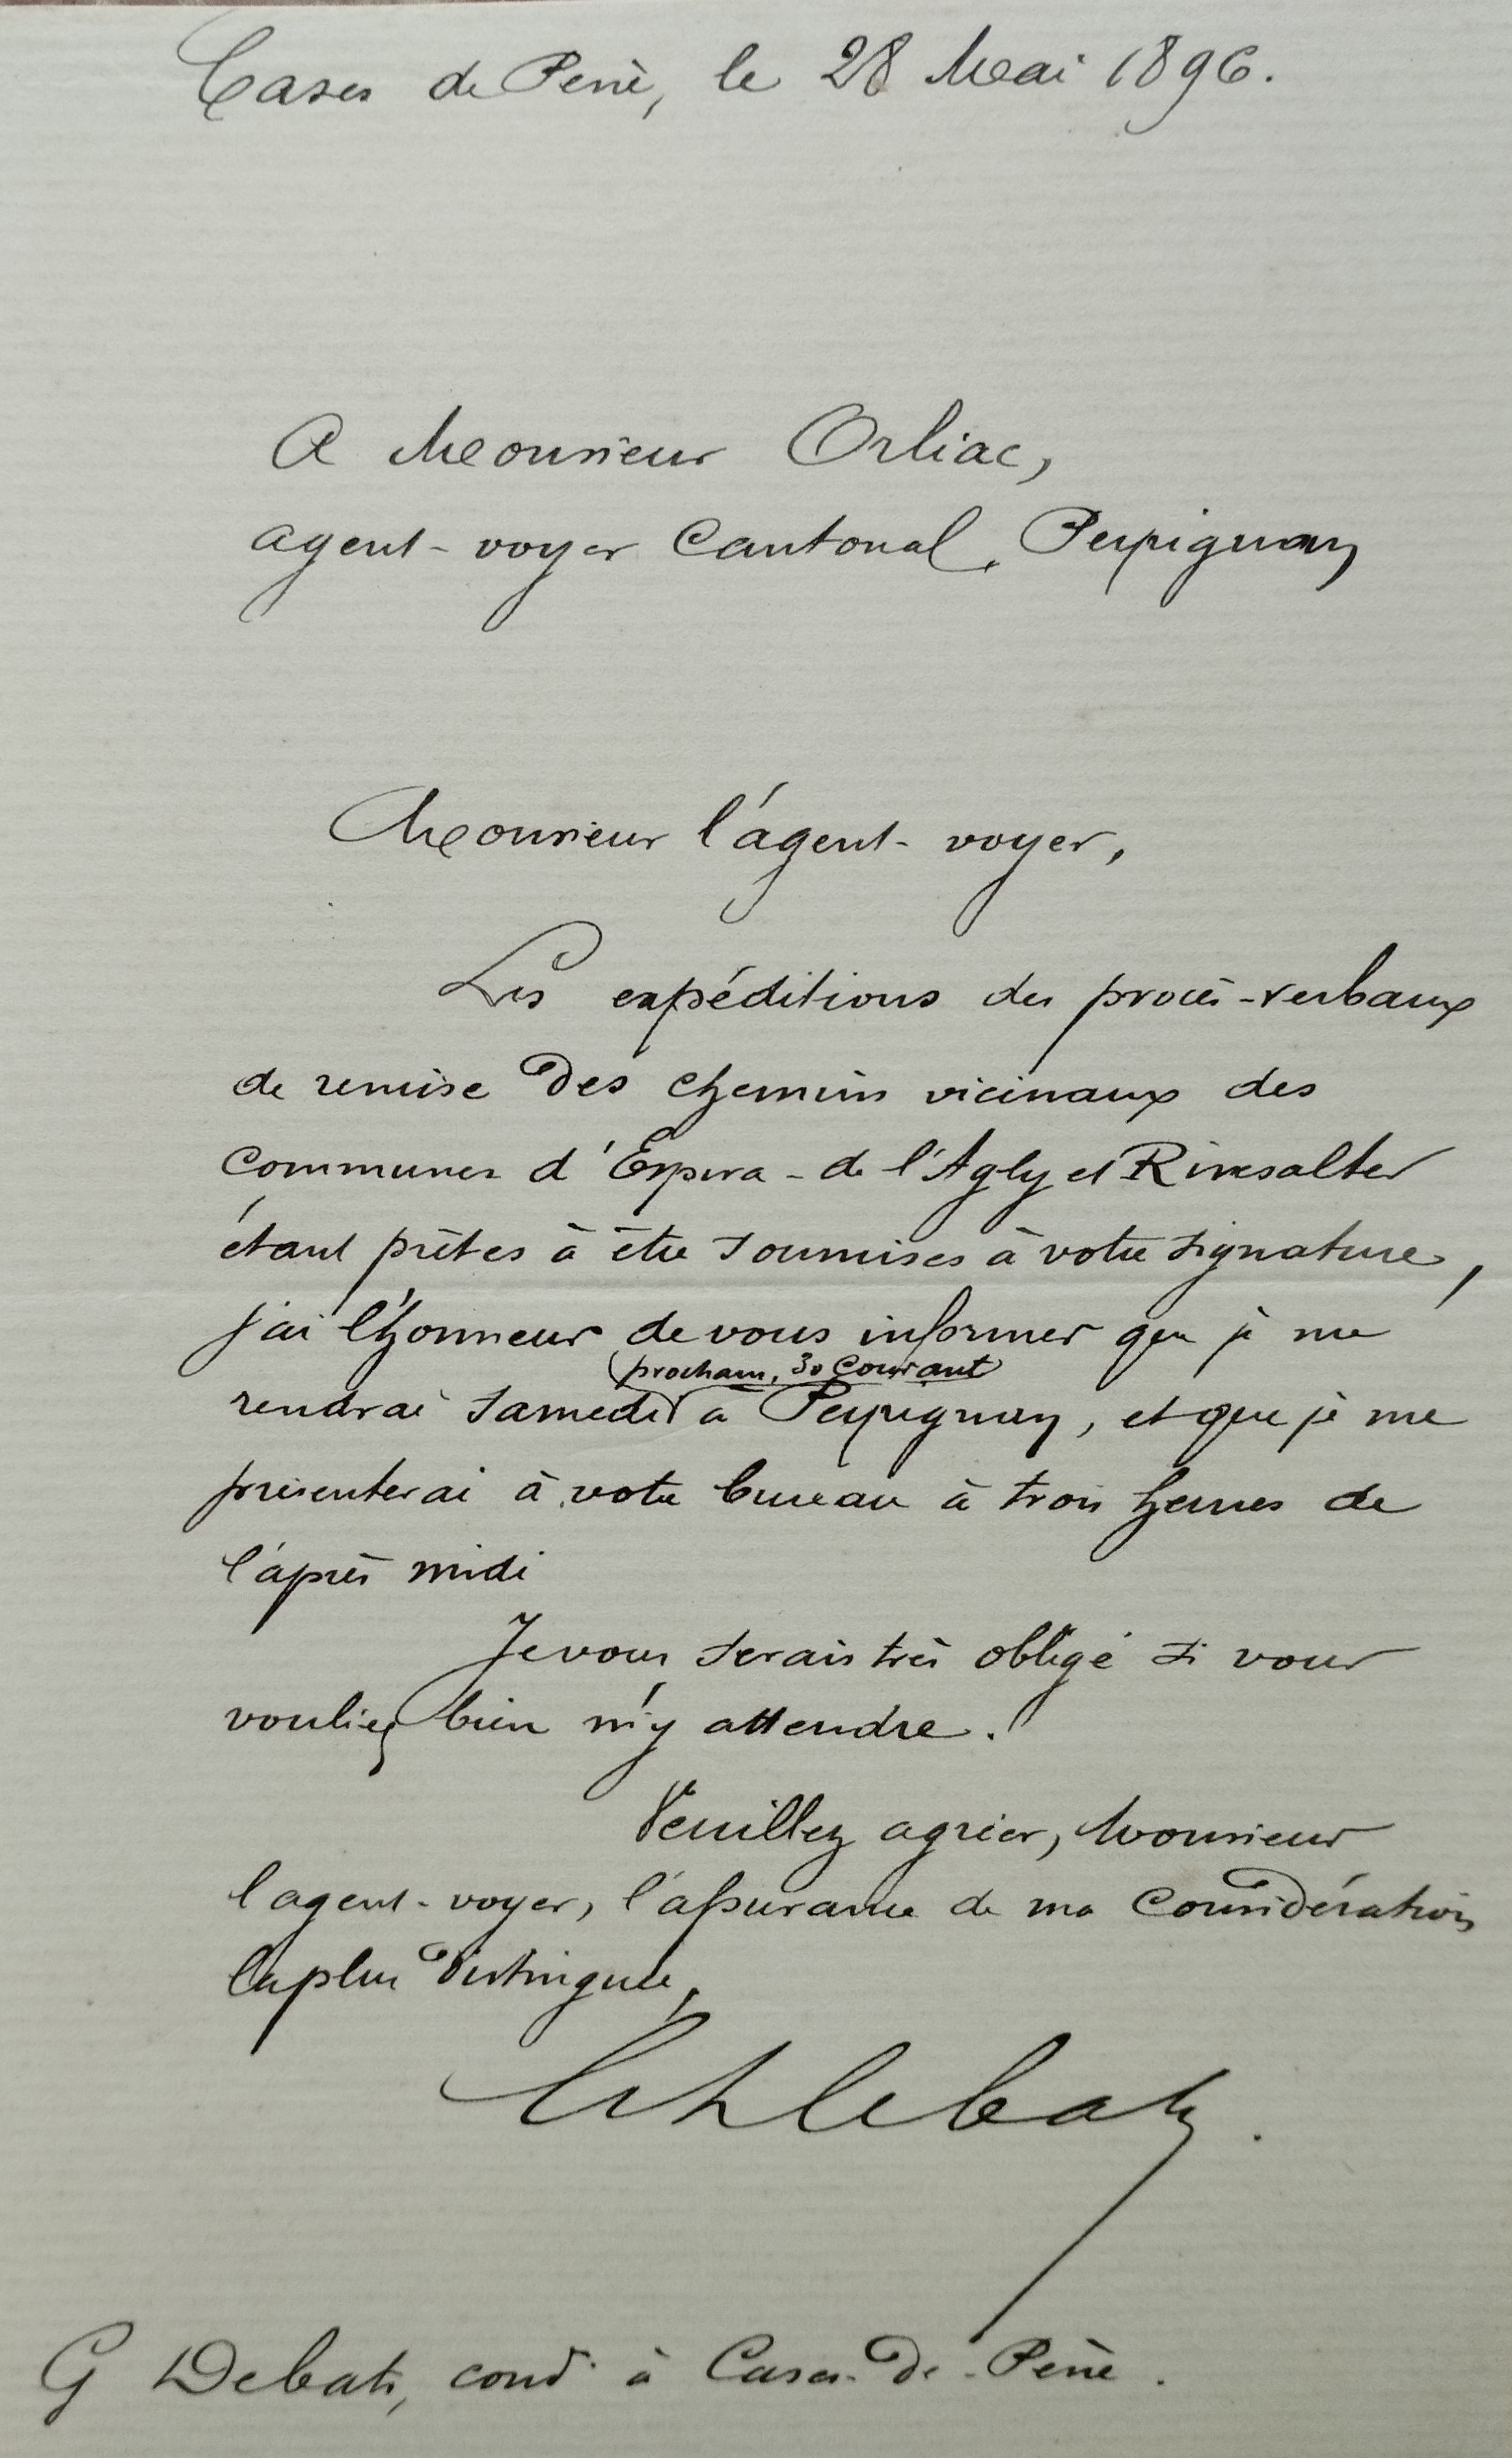 Cases de Penè, le 28 Mai 1896.
A Monsieur Orliac,
agent-voyer Cantonal, Perpignan
Monsieur l'agent-voyer,
Les expéditions des procès-verbaux
de remise des chemins vicinaux des
communes d'Espira-de l'Agly et Rivesaltes
étant prêtes à être soumises à votre signature,
j'ai l'honneur de vous informer que je me
prochain, 30 Courant
rendrai samedi à Perpignan, et que je me
présenterai à votre bureau à trois heures de
l'après midi
Je vous serais très obligé si vous
vouliez bien m'y attendre.
Veuillez agréer, Monsieur
l'agent-voyer, l'assurance de ma Considération
la plus distinguée,
G Debats, condr à Cases-De-Penè.